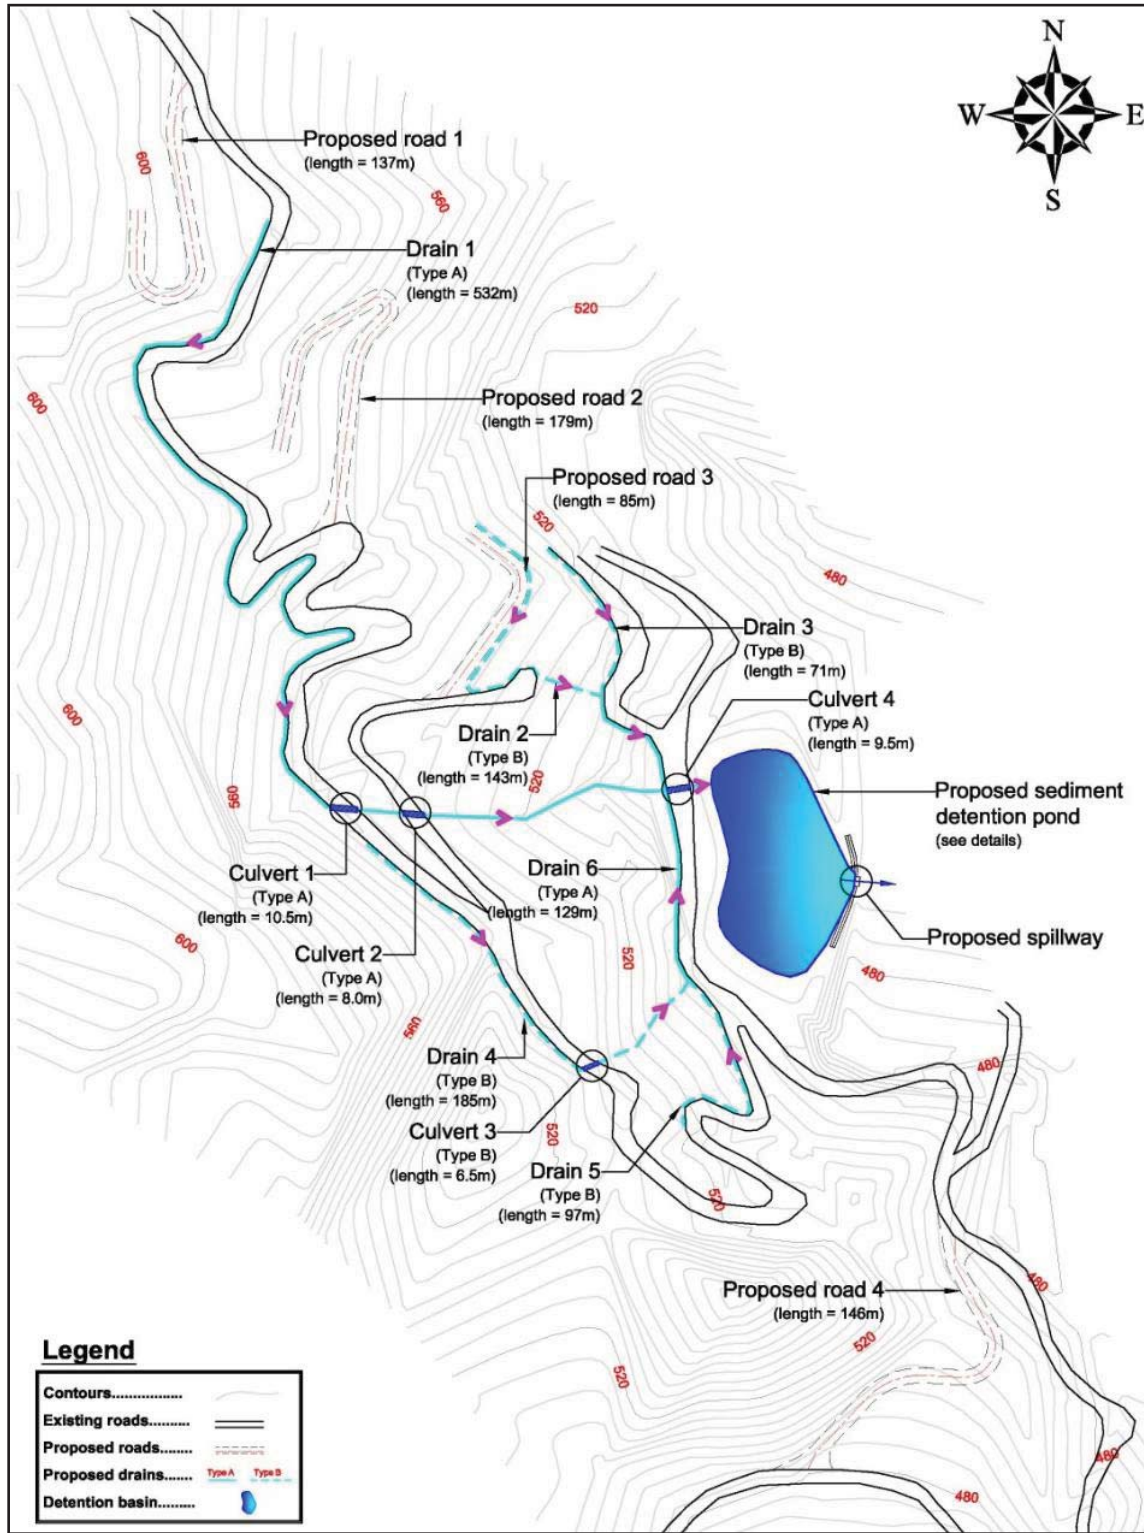 N
W
E
S
Proposed road 1
(length = 137m)
600
560
Drain 1
(Type A)
(length = 532m)
520
600
Proposed road 2
(length = 179m)
Proposed road 3
(length = 85m)
520
480
Drain 3
(Type B)
(length = 71m)
Culvert 4
(Type A)
(length = 9.5m)
600
Drain 2
(Type B)
(length = 143m)
520
560
Proposed sediment
detention pond
(see details)
Culvert 1
(Type A)
(length = 10.5m)
Drain 6
(Type A)
(length = 129m)
600
Culvert 2
(Type A)
(length = 8.0m)
520
Proposed spillway
480
560
Drain 4
(Type B)
(length = 185m)
480
Culvert 3
(Type B)
(length = 6.5m)
520
Drain 5
(Type B)
(length = 97m)
520
480
Proposed road 4
(length = 146m)
520
520
480
480
Legend
Contours.................
Existing roads..........
Proposed roads........
Proposed drains....... Type A Type B
Detention basin.........